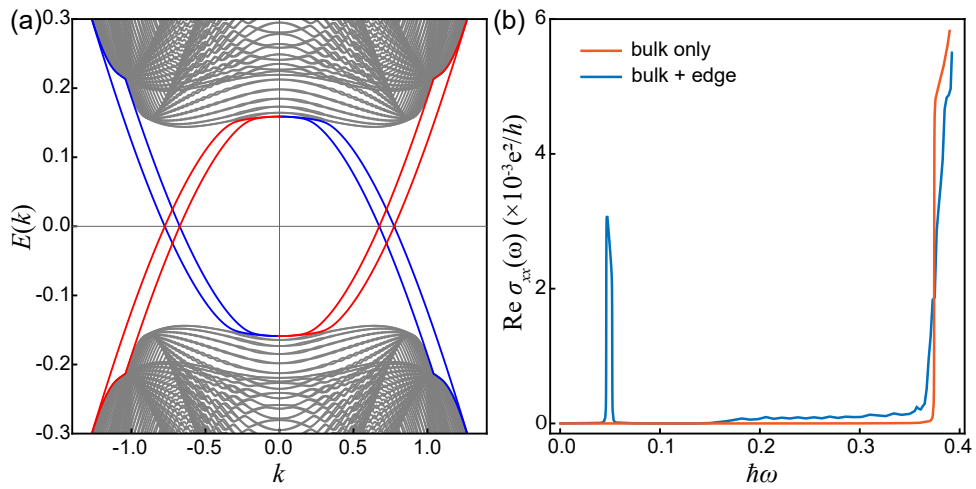 (a)
0.3
0.2
0.1
0.0
-0.1
-0.2
-0.3
E(k)
-1.0 -0.5 0.0 0.5 1.0
k
(b)
6
4
2
0
Re σxx(ω) (×10⁻³e²/h)
bulk only
bulk + edge
0.0 0.1 0.2 0.3 0.4
ħω